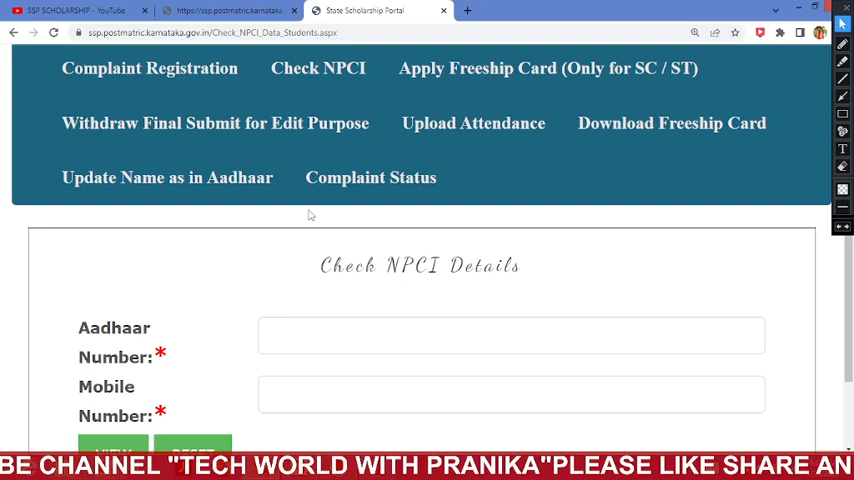 SSP SCHOLARSHIP - YouTube
https://ssp.postmatric.karnataka
State Scholarship Portal
ssp.postmatric.karnataka.gov.in/Check_NPCI_Data_Students.aspx
Complaint Registration Check NPCI Apply Freeship Card (Only for SC / ST)
Withdraw Final Submit for Edit Purpose Upload Attendance Download Freeship Card
Update Name as in Aadhaar Complaint Status
Check NPCI Details
Aadhaar
Number:*
Mobile
Number:*
VIEW RESET
BE CHANNEL "TECH WORLD WITH PRANIKA"PLEASE LIKE SHARE AN